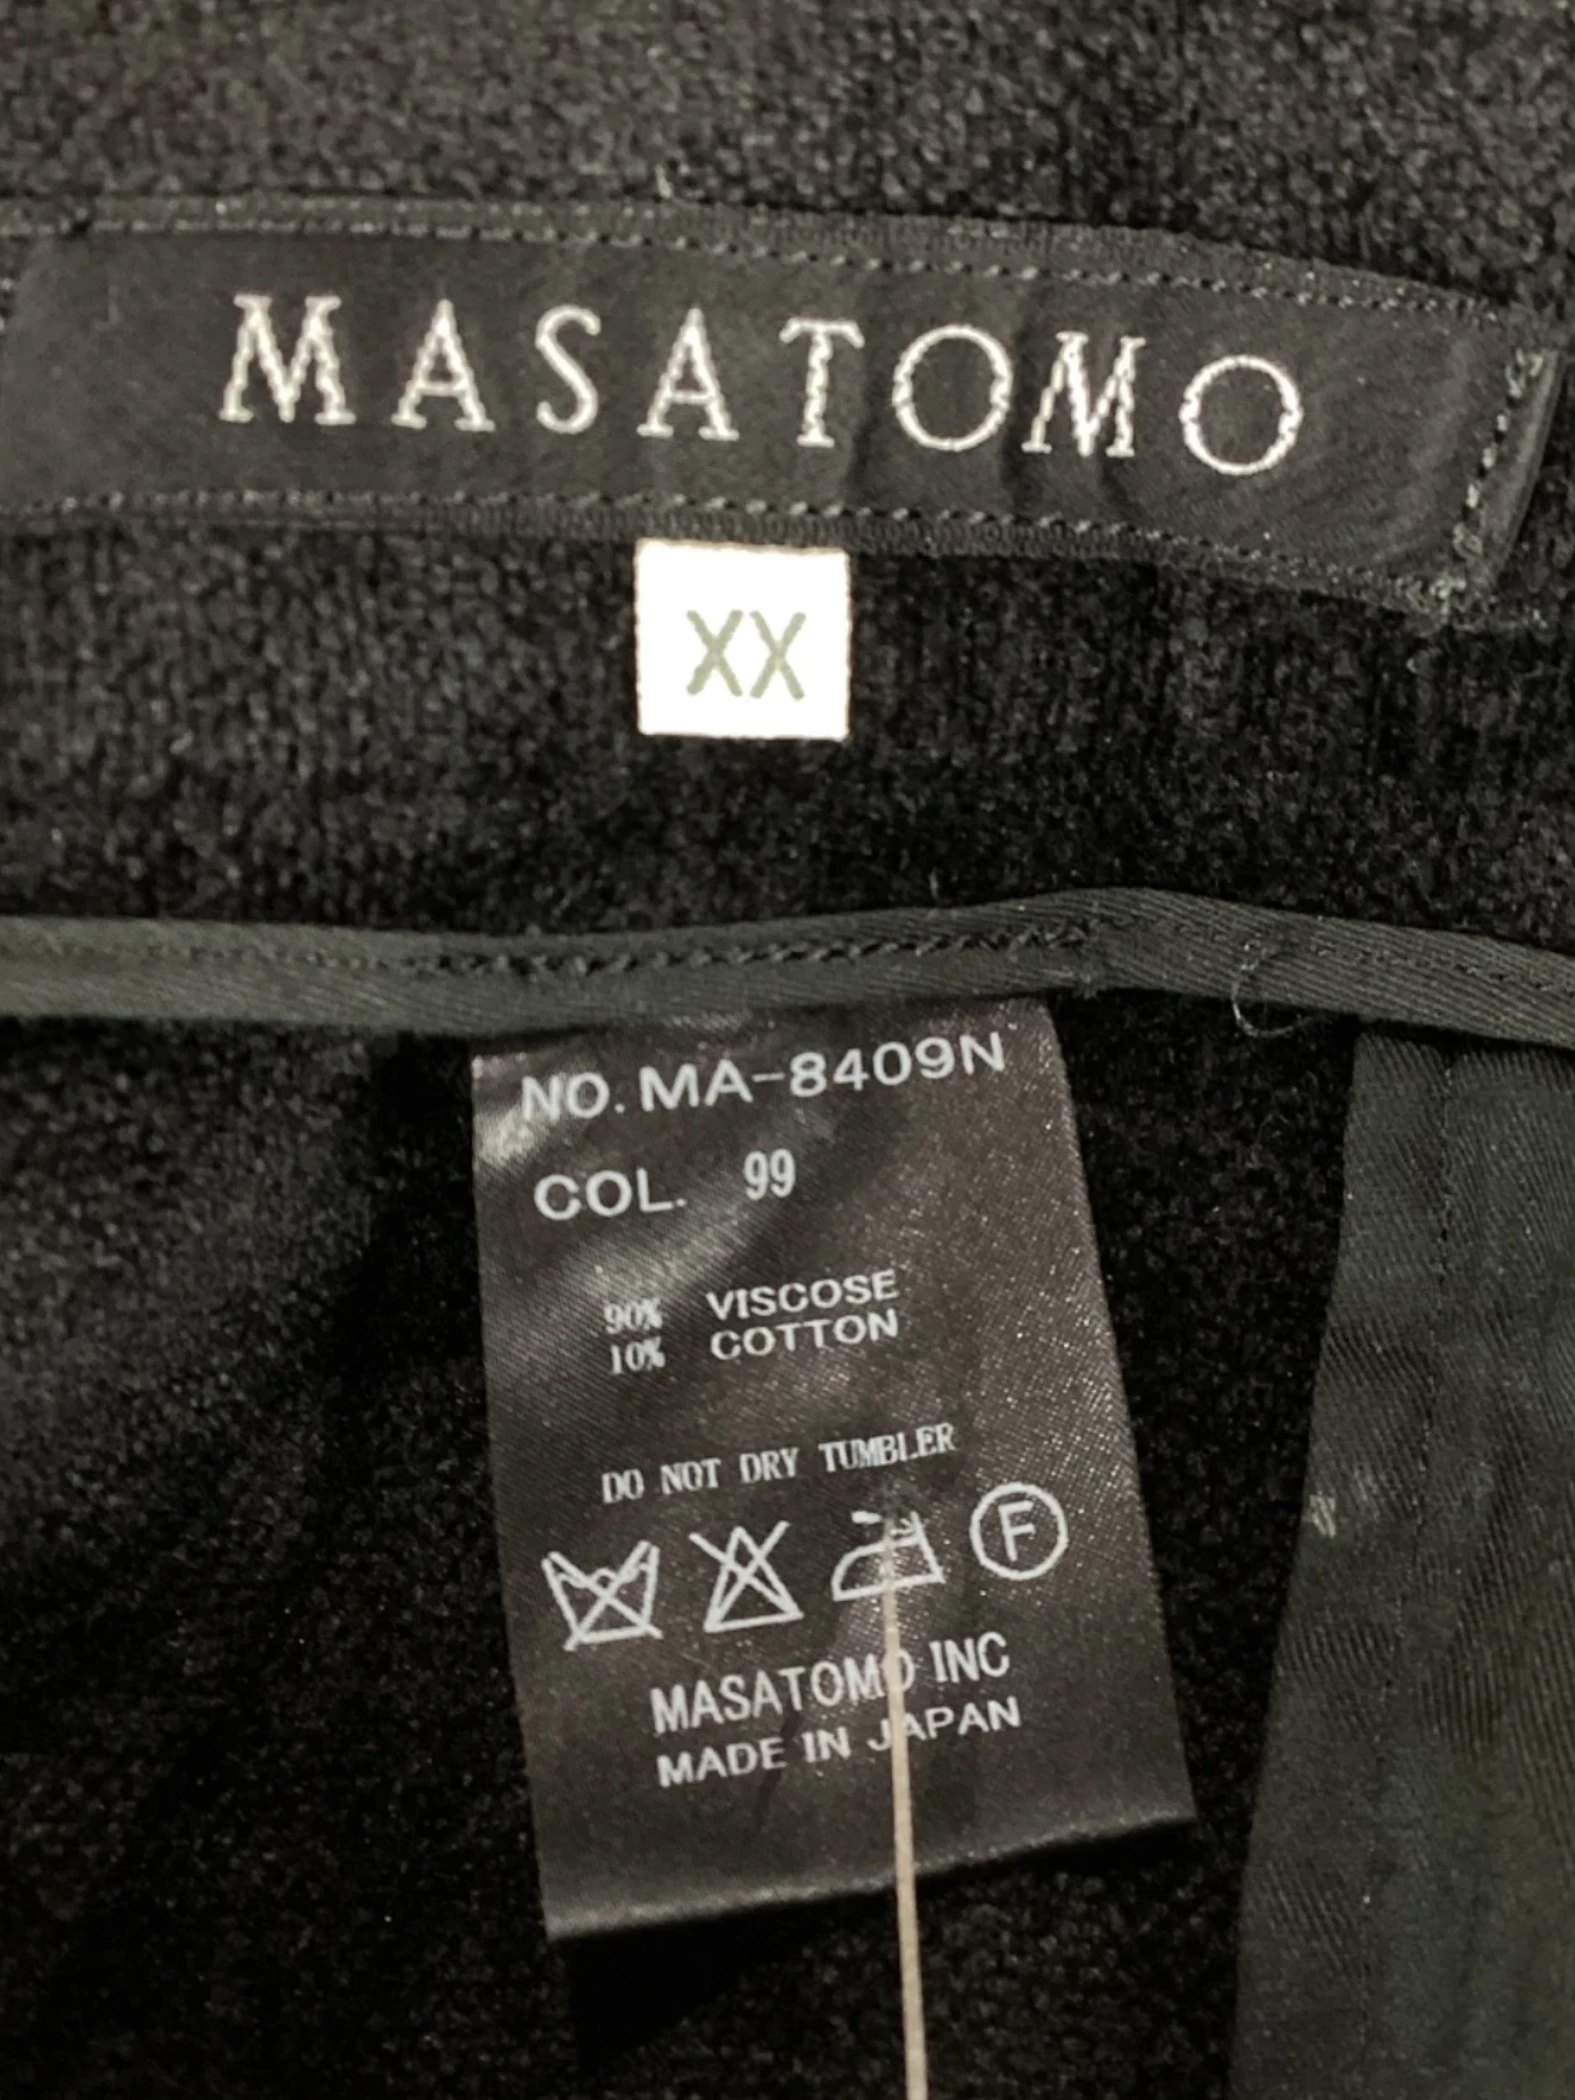 MASATOMO
XX
NO. MA-8409N
COL. 99
90% VISCOSE
10% COTTON
DO NOT DRY TUMBLER
F
MASATOMO INC
MADE IN JAPAN